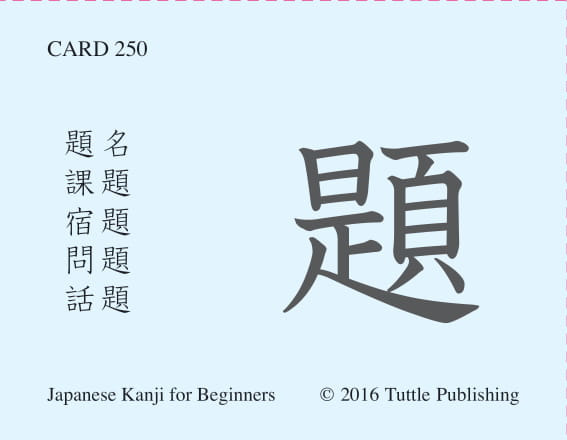 CARD 250
題名
課題
宿題
問題
話題
題
Japanese Kanji for Beginners
© 2016 Tuttle Publishing